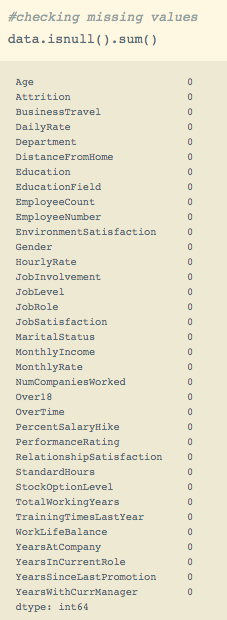 #checking missing values
data.isnull().sum()
Age 0
Attrition 0
BusinessTravel 0
DailyRate 0
Department 0
DistanceFromHome 0
Education 0
EducationField 0
EmployeeCount 0
EmployeeNumber 0
EnvironmentSatisfaction 0
Gender 0
HourlyRate 0
JobInvolvement 0
JobLevel 0
JobRole 0
JobSatisfaction 0
MaritalStatus 0
MonthlyIncome 0
MonthlyRate 0
NumCompaniesWorked 0
Over18 0
OverTime 0
PercentSalaryHike 0
PerformanceRating 0
RelationshipSatisfaction 0
StandardHours 0
StockOptionLevel 0
TotalWorkingYears 0
TrainingTimesLastYear 0
WorkLifeBalance 0
YearsAtCompany 0
YearsInCurrentRole 0
YearsSinceLastPromotion 0
YearsWithCurrManager 0
dtype: int64